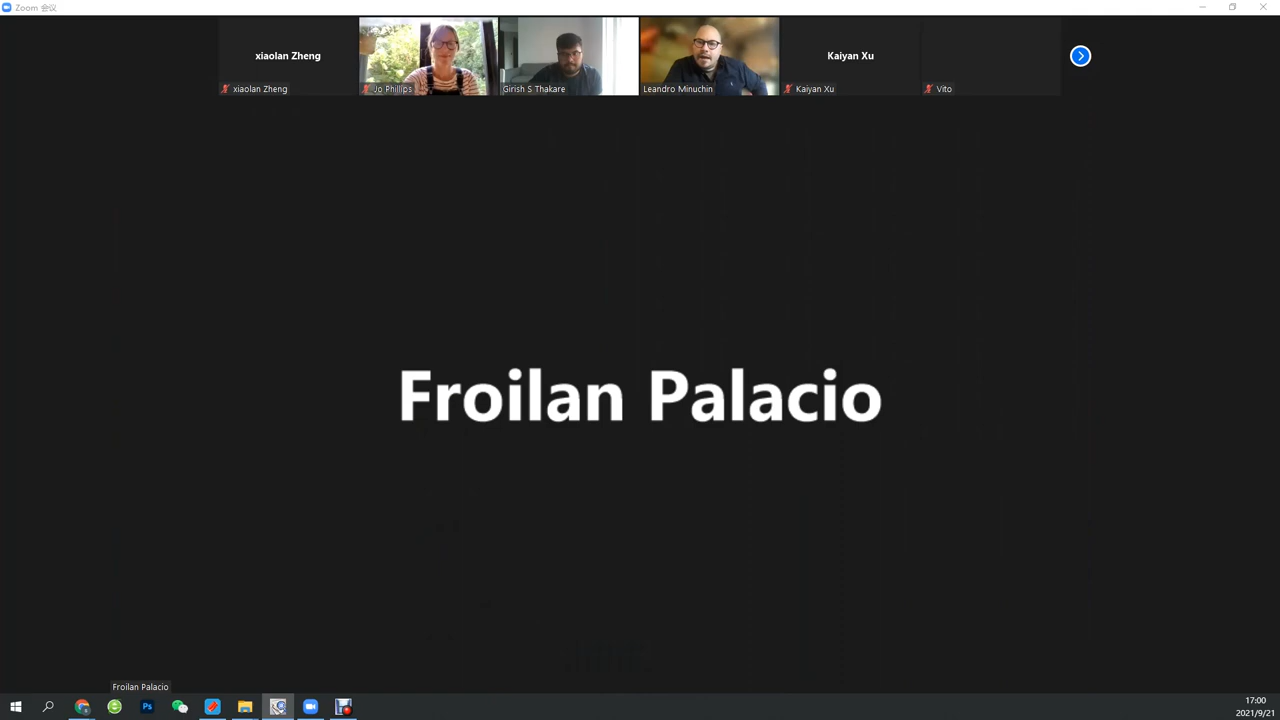 Zoom 会议
xiaolan Zheng
Kaiyan Xu
xiaolan Zheng
Jo Phillips
Girish S Thakare
Leandro Minuchin
Kaiyan Xu
Vito
Froilan Palacio
Froilan Palacio
Ps
17:00
2021/9/21